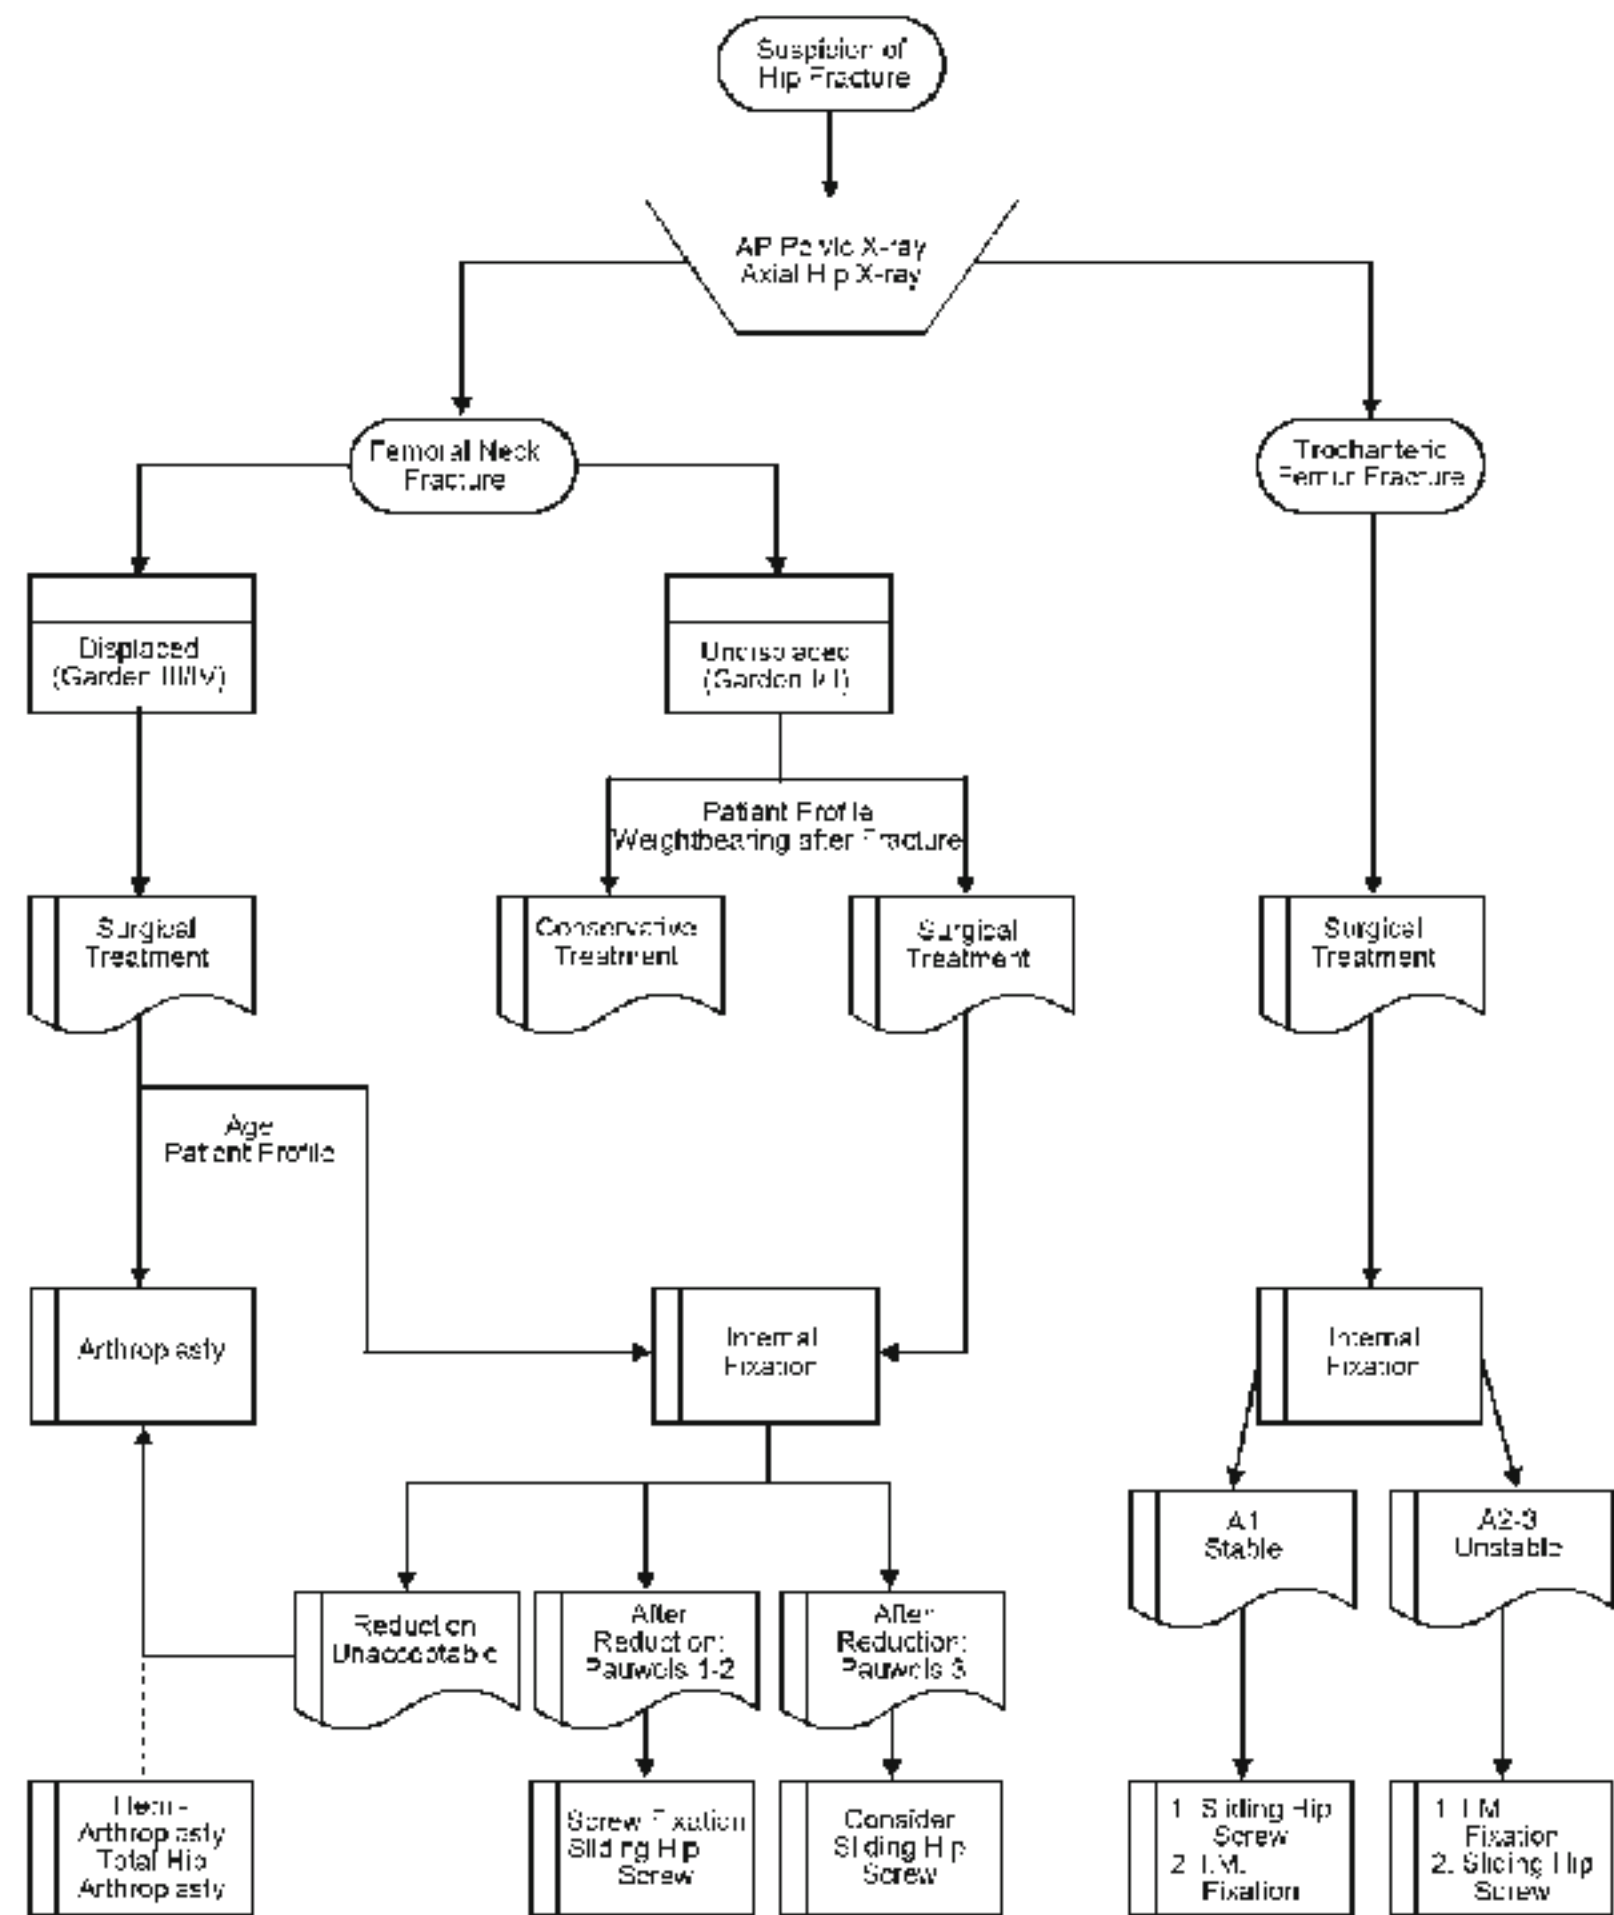 Suspicion of
Hip Fracture
AP Pelvic X-ray
Axial Hip X-ray
Femoral Neck
Fracture
Trochanteric
Femur Fracture
Displaced
(Garden III/IV)
Undisplaced
(Garden I/II)
Patient Profile
Weightbearing after Fracture
Surgical
Treatment
Conservative
Treatment
Surgical
Treatment
Surgical
Treatment
Age
Patient Profile
Arthroplasty
Internal
Fixation
Internal
Fixation
A1
Stable
A2-3
Unstable
Reduction
Unacceptable
After
Reduction:
Pauwels 1-2
After
Reduction:
Pauwels 3
Hemi-
Arthroplasty
Total Hip
Arthroplasty
Screw Fixation
Sliding Hip
Screw
Consider
Sliding Hip
Screw
1. Sliding Hip
Screw
2. I.M.
Fixation
1. I.M.
Fixation
2. Sliding Hip
Screw